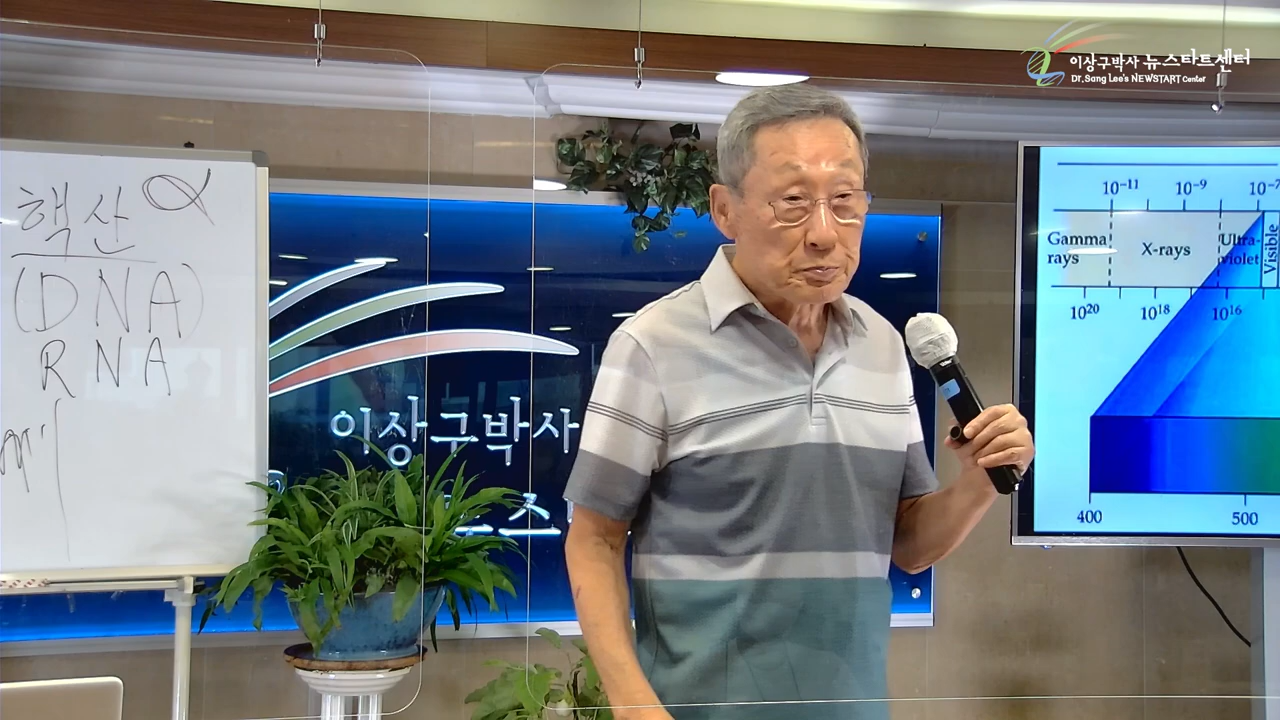 이상구박사 뉴스타트센터
Dr. Sang Lee's NEWSTART Center
핵산
(DNA)
RNA
이상구박사
10⁻¹¹ 10⁻⁹ 10⁻⁷
Gamma rays X-rays Ultra-violet Visible
10²⁰ 10¹⁸ 10¹⁶
400 500